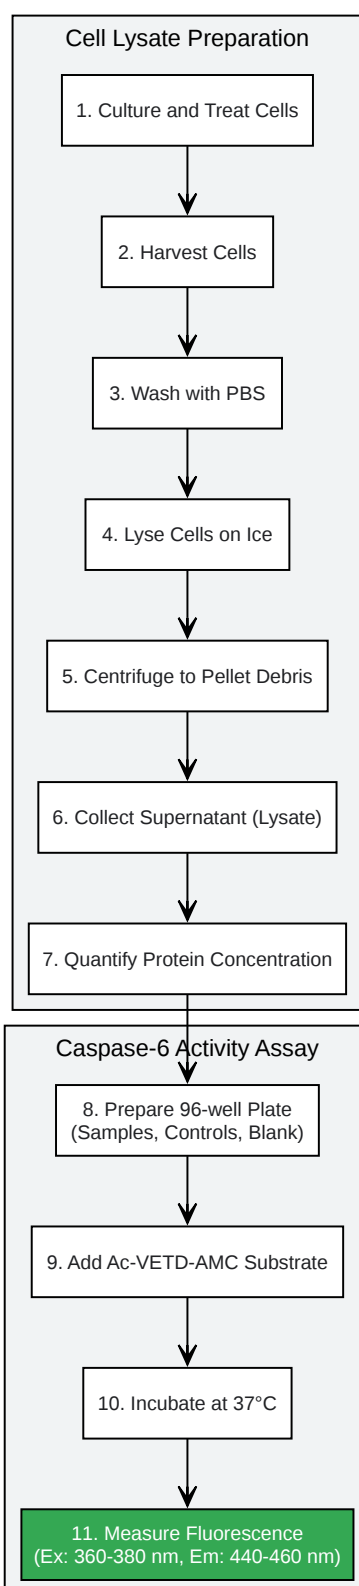 Cell Lysate Preparation
1. Culture and Treat Cells
2. Harvest Cells
3. Wash with PBS
4. Lyse Cells on Ice
5. Centrifuge to Pellet Debris
6. Collect Supernatant (Lysate)
7. Quantify Protein Concentration
Caspase-6 Activity Assay
8. Prepare 96-well Plate
(Samples, Controls, Blank)
9. Add Ac-VETD-AMC Substrate
10. Incubate at 37°C
11. Measure Fluorescence
(Ex: 360-380 nm, Em: 440-460 nm)